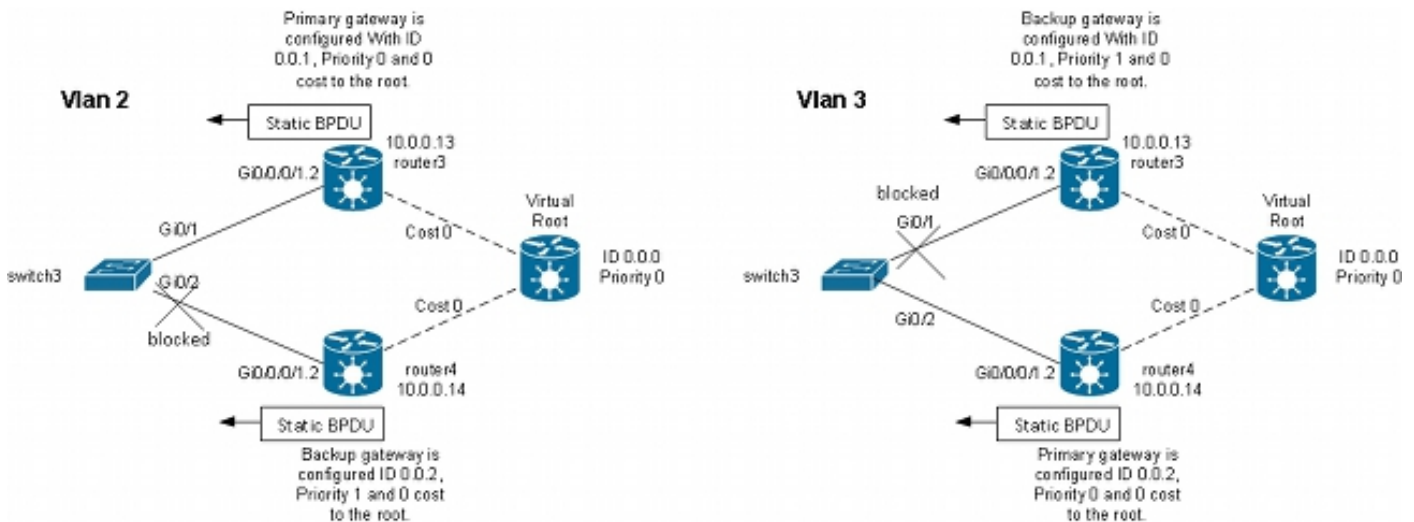 Primary gateway is
configured With ID
0.0.1, Priority 0 and 0
cost to the root.
Vlan 2
Static BPDU
10.0.0.13
router3
Gi0/0/0/1.2
Virtual
Root
Gi0/1
Cost 0
ID 0.0.0
Priority 0
switch3
Gi0/2
Cost 0
blocked
Gi0/0/0/1.2
router4
10.0.0.14
Static BPDU
Backup gateway is
configured ID 0.0.2,
Priority 1 and 0 cost
to the root.
Backup gateway is
configured With ID
0.0.1, Priority 1 and 0
cost to the root.
Vlan 3
Static BPDU
10.0.0.13
router3
Gi0/0/0/1.2
blocked
Virtual
Root
Gi0/1
Cost 0
ID 0.0.0
Priority 0
switch3
Cost 0
Gi0/2
Gi0/0/0/1.2
router4
10.0.0.14
Static BPDU
Primary gateway is
configured ID 0.0.2,
Priority 0 and 0 cost
to the root.